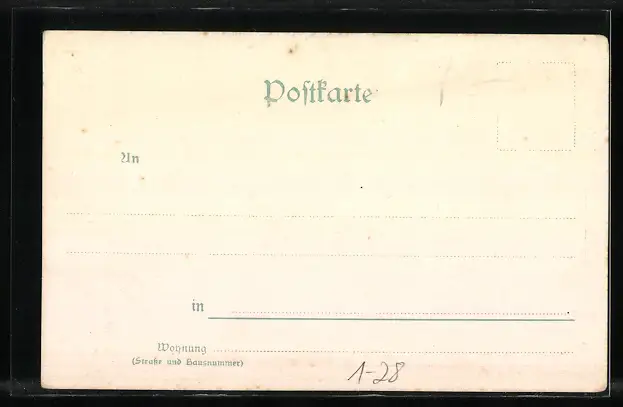 Poſtkarte
An
in
Wohnung
(Straße und Hausnummer)
1-28